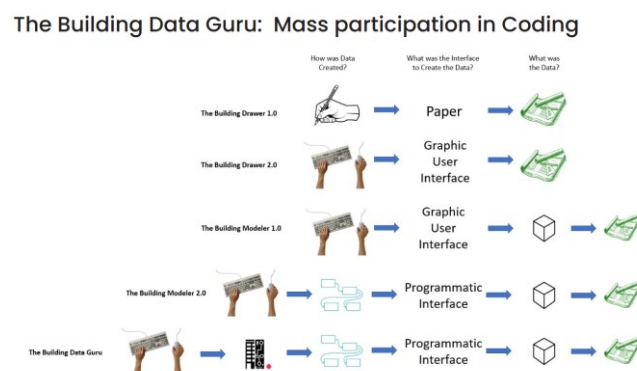 The Building Data Guru: Mass participation in Coding
How was Data
Created?
What was the Interface
to Create the Data?
What was
the Data?
The Building Drawer 1.0
Paper
The Building Drawer 2.0
Graphic
User
Interface
The Building Modeler 1.0
Graphic
User
Interface
The Building Modeler 2.0
Programmatic
Interface
The Building Data Guru
Programmatic
Interface